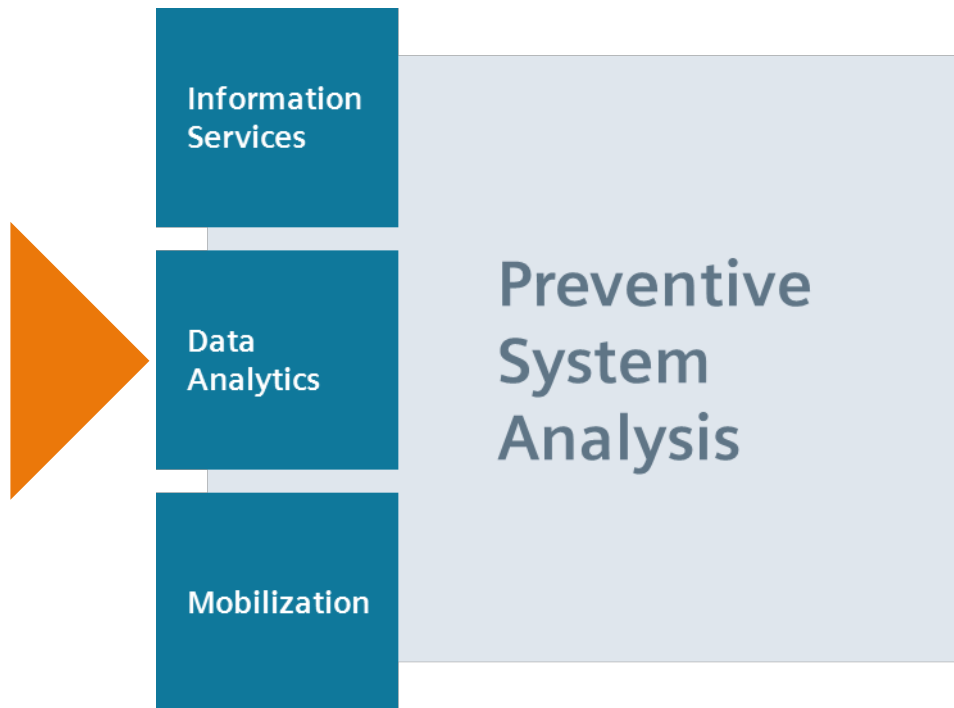 Information
Services
Data
Analytics
Mobilization
Preventive
System
Analysis